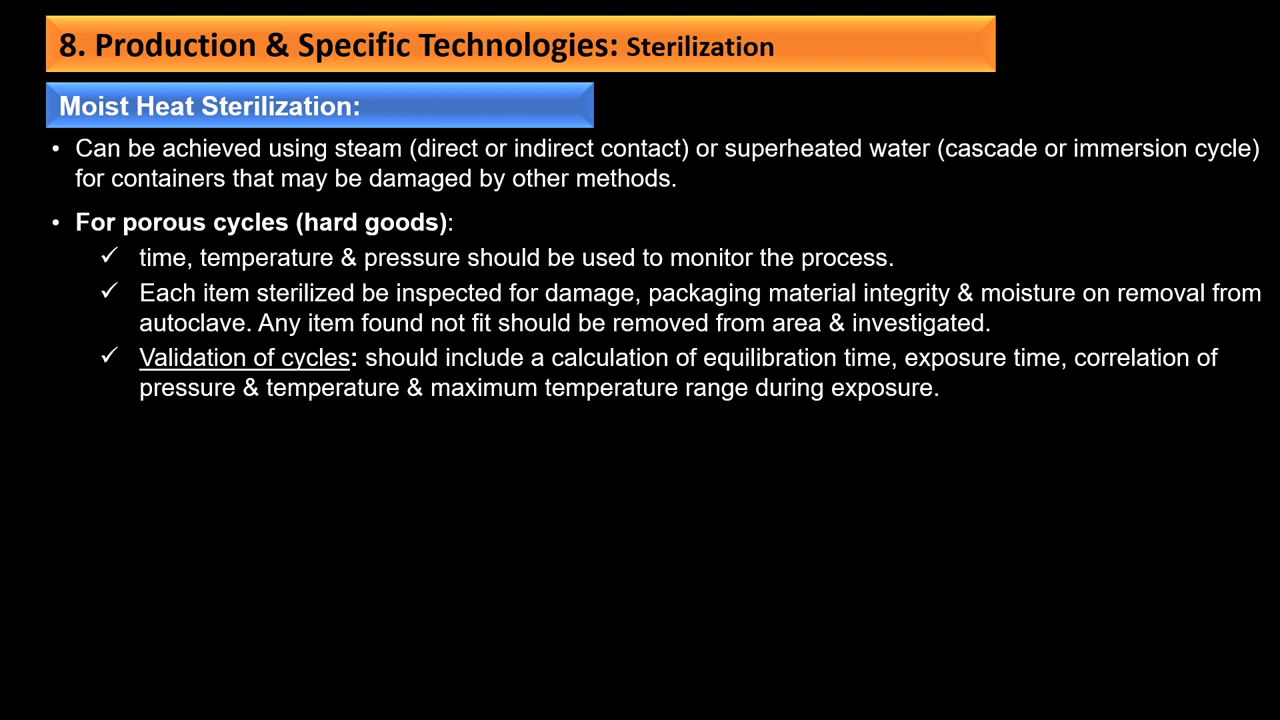 8. Production & Specific Technologies: Sterilization
Moist Heat Sterilization:
• Can be achieved using steam (direct or indirect contact) or superheated water (cascade or immersion cycle)
for containers that may be damaged by other methods.
• For porous cycles (hard goods):
✓ time, temperature & pressure should be used to monitor the process.
✓ Each item sterilized be inspected for damage, packaging material integrity & moisture on removal from
autoclave. Any item found not fit should be removed from area & investigated.
✓ Validation of cycles: should include a calculation of equilibration time, exposure time, correlation of
pressure & temperature & maximum temperature range during exposure.